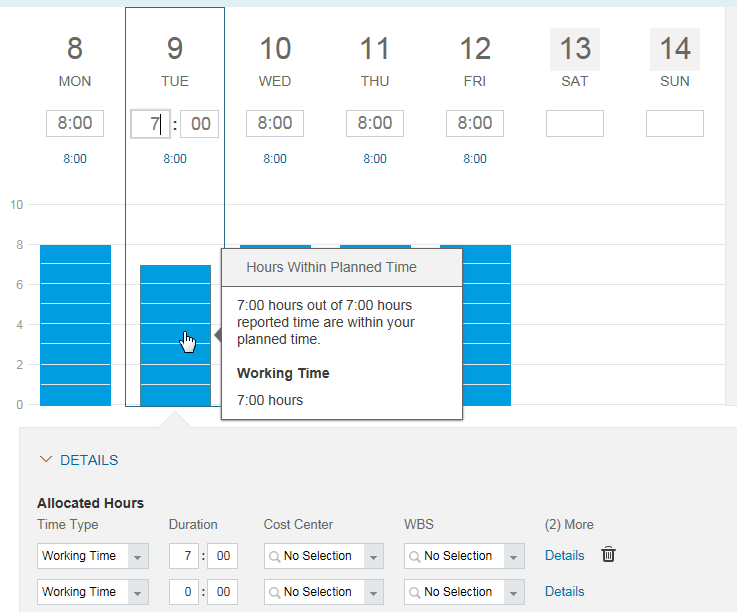 8 9 10 11 12 13 14
MON TUE WED THU FRI SAT SUN
8:00 7 : 00 8:00 8:00 8:00
8:00 8:00 8:00 8:00 8:00
10
8
6
4
2
0
Hours Within Planned Time
7:00 hours out of 7:00 hours
reported time are within your
planned time.
Working Time
7:00 hours
DETAILS
Allocated Hours
Time Type Duration Cost Center WBS (2) More
Working Time 7 : 00 No Selection No Selection Details
Working Time 0 : 00 No Selection No Selection Details